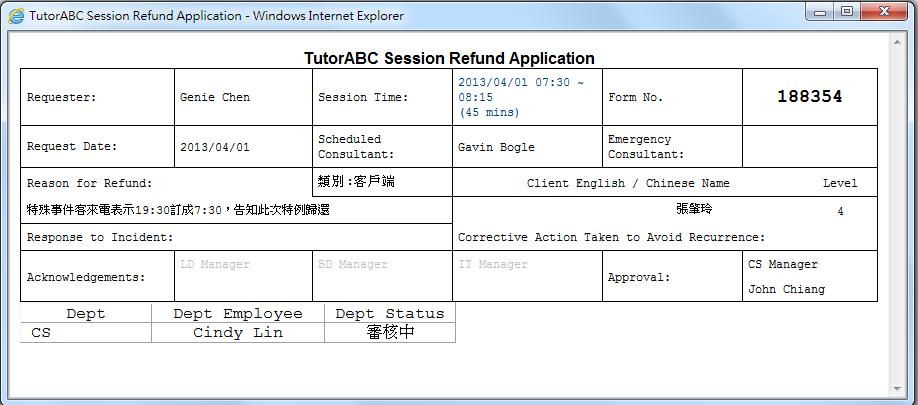 TutorABC Session Refund Application - Windows Internet Explorer
TutorABC Session Refund Application
Requester: Genie Chen Session Time: 2013/04/01 07:30 ~ 08:15 (45 mins) Form No. 188354
Request Date: 2013/04/01 Scheduled Consultant: Gavin Bogle Emergency Consultant:
Reason for Refund: 類別:客戶端 Client English / Chinese Name Level
特殊事件客來電表示19:30訂成7:30，告知此次特例歸還 張肇玲 4
Response to Incident: Corrective Action Taken to Avoid Recurrence:
Acknowledgements: LD Manager BD Manager IT Manager Approval: CS Manager
John Chiang
Dept Dept Employee Dept Status
CS Cindy Lin 審核中